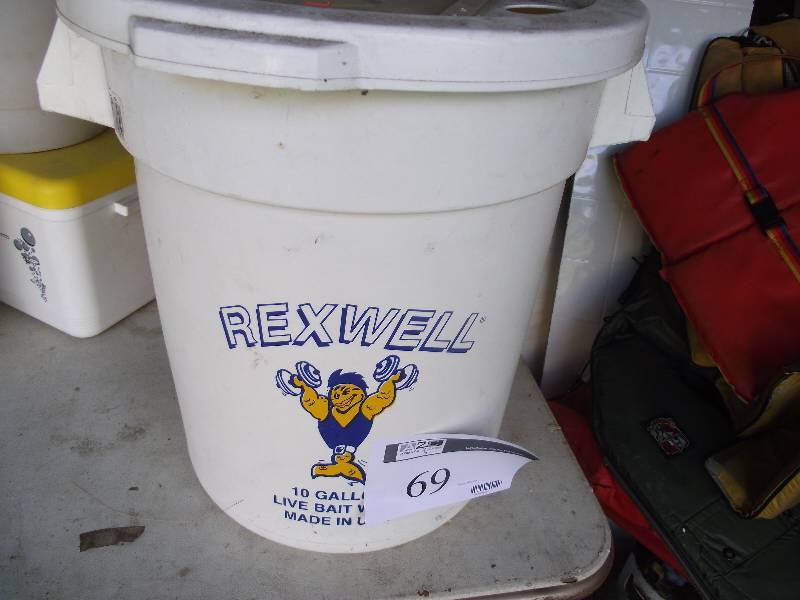 REXWELL®
10 GALLO
LIVE BAIT W
MADE IN U
69